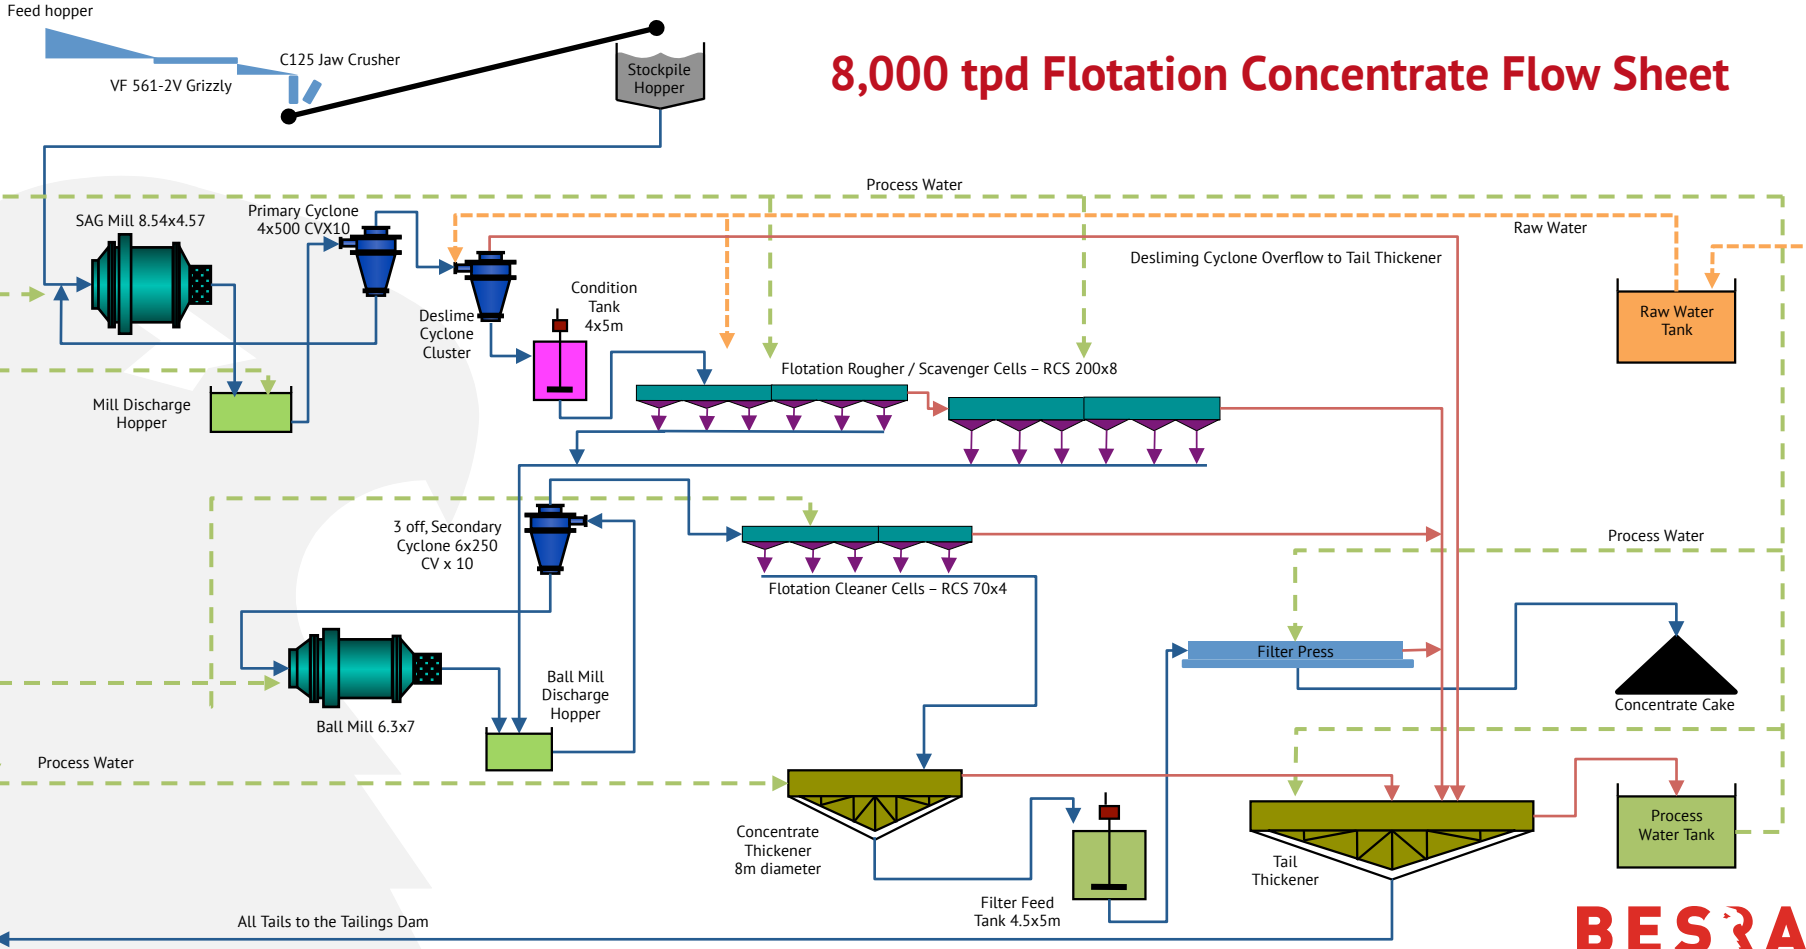 Feed hopper
C125 Jaw Crusher
VF 561-2V Grizzly
Stockpile
Hopper
8,000 tpd Flotation Concentrate Flow Sheet
Process Water
SAG Mill 8.54x4.57
Primary Cyclone
4x500 CVX10
Raw Water
Desliming Cyclone Overflow to Tail Thickener
Condition
Tank
4x5m
Deslime
Cyclone
Cluster
Raw Water
Tank
Flotation Rougher / Scavenger Cells – RCS 200x8
Mill Discharge
Hopper
3 off, Secondary
Cyclone 6x250
CV x 10
Process Water
Flotation Cleaner Cells – RCS 70x4
Filter Press
Ball Mill
Discharge
Hopper
Concentrate Cake
Ball Mill 6.3x7
Process Water
Concentrate
Thickener
8m diameter
Process
Water Tank
Tail
Thickener
Filter Feed
Tank 4.5x5m
All Tails to the Tailings Dam
BESRA